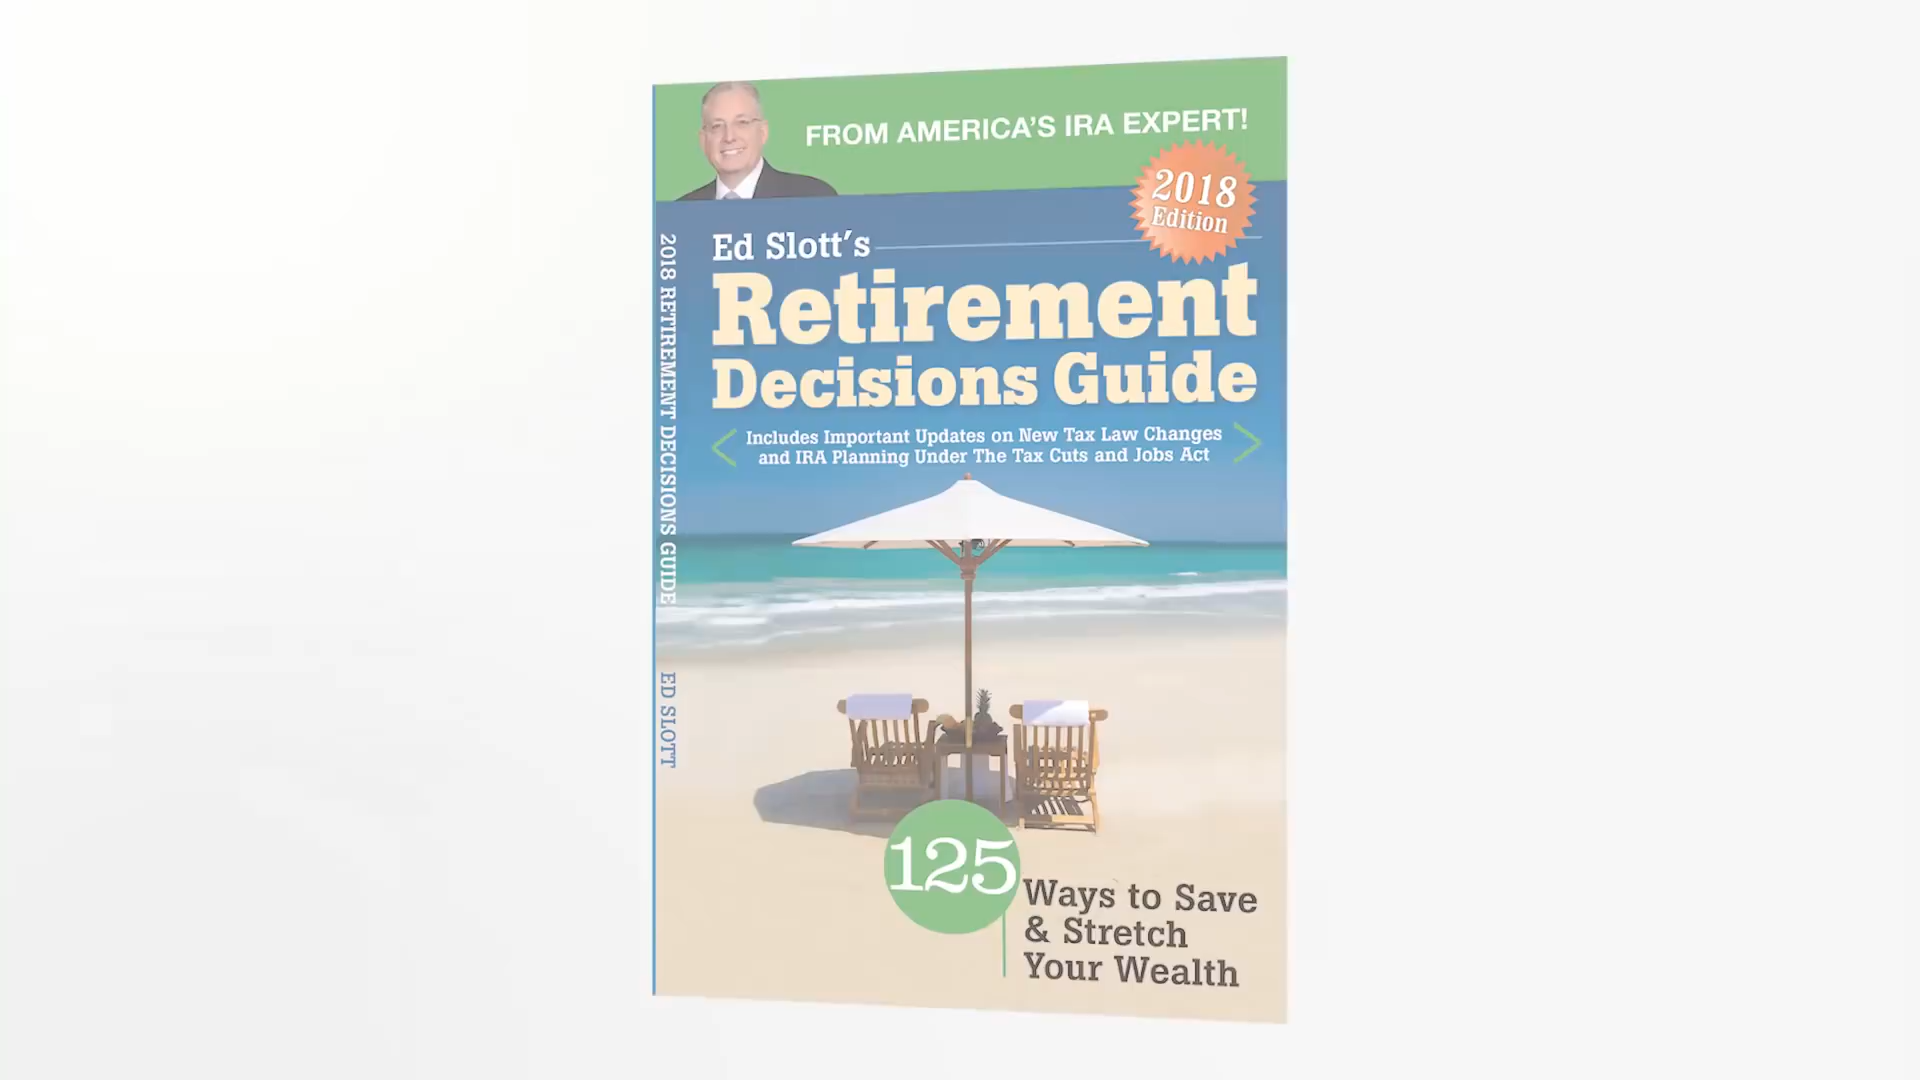 FROM AMERICA'S IRA EXPERT!
2018
Edition
Ed Slott's
Retirement
Decisions Guide
Includes Important Updates on New Tax Law Changes
and IRA Planning Under The Tax Cuts and Jobs Act
125
Ways to Save
& Stretch
Your Wealth
2018 RETIREMENT DECISIONS GUIDE
ED SLOTT